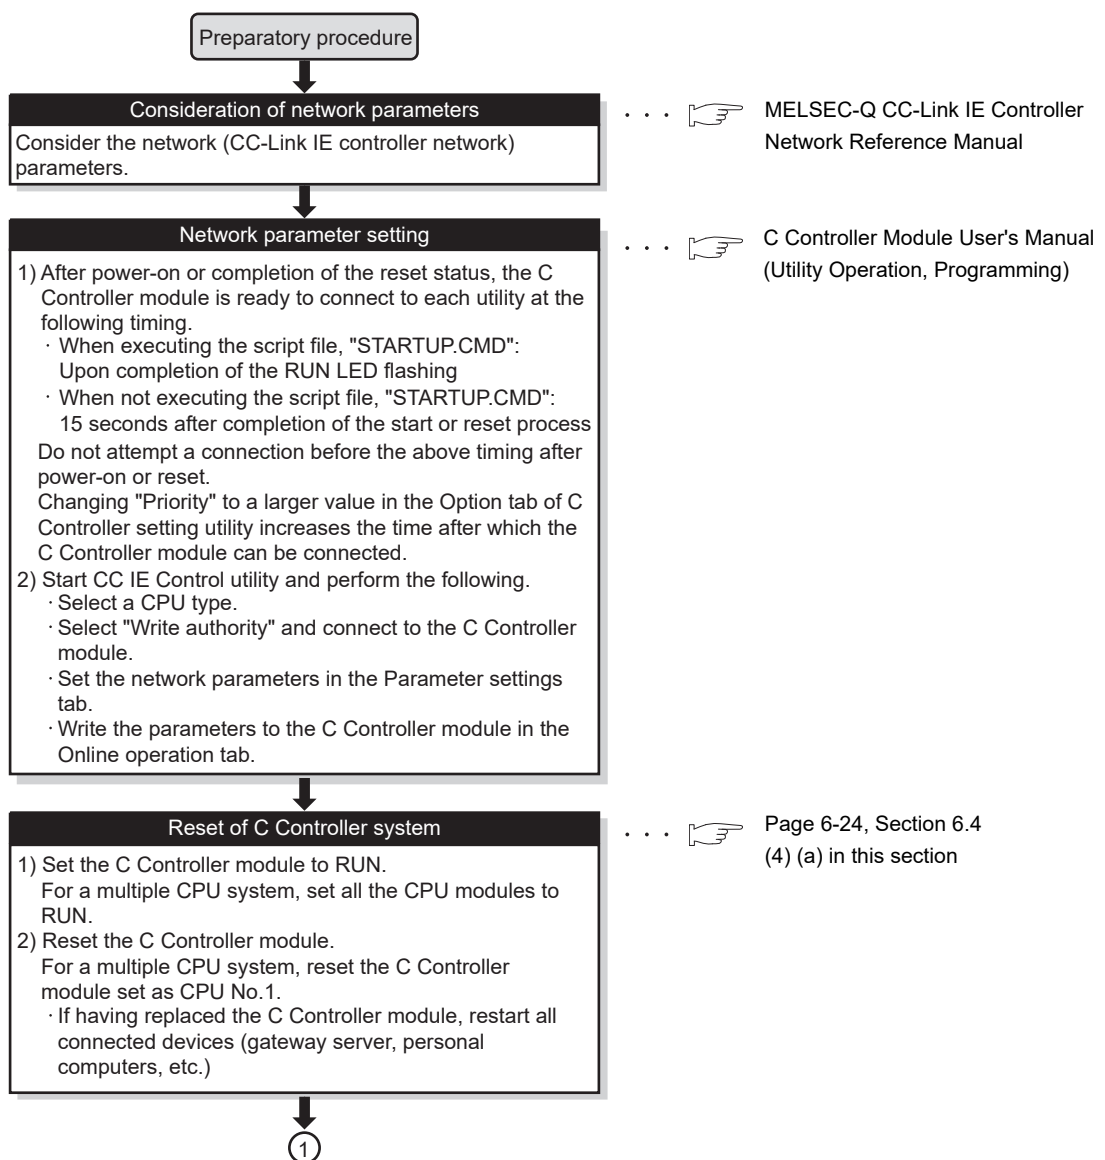 Preparatory procedure
Consideration of network parameters
Consider the network (CC-Link IE controller network)
parameters.
· · · MELSEC-Q CC-Link IE Controller
Network Reference Manual
Network parameter setting
1) After power-on or completion of the reset status, the C
Controller module is ready to connect to each utility at the
following timing.
· When executing the script file, "STARTUP.CMD":
Upon completion of the RUN LED flashing
· When not executing the script file, "STARTUP.CMD":
15 seconds after completion of the start or reset process
Do not attempt a connection before the above timing after
power-on or reset.
Changing "Priority" to a larger value in the Option tab of C
Controller setting utility increases the time after which the
C Controller module can be connected.
2) Start CC IE Control utility and perform the following.
· Select a CPU type.
· Select "Write authority" and connect to the C Controller
module.
· Set the network parameters in the Parameter settings
tab.
· Write the parameters to the C Controller module in the
Online operation tab.
· · · C Controller Module User's Manual
(Utility Operation, Programming)
Reset of C Controller system
1) Set the C Controller module to RUN.
For a multiple CPU system, set all the CPU modules to
RUN.
2) Reset the C Controller module.
For a multiple CPU system, reset the C Controller
module set as CPU No.1.
· If having replaced the C Controller module, restart all
connected devices (gateway server, personal
computers, etc.)
· · · Page 6-24, Section 6.4
(4) (a) in this section
1